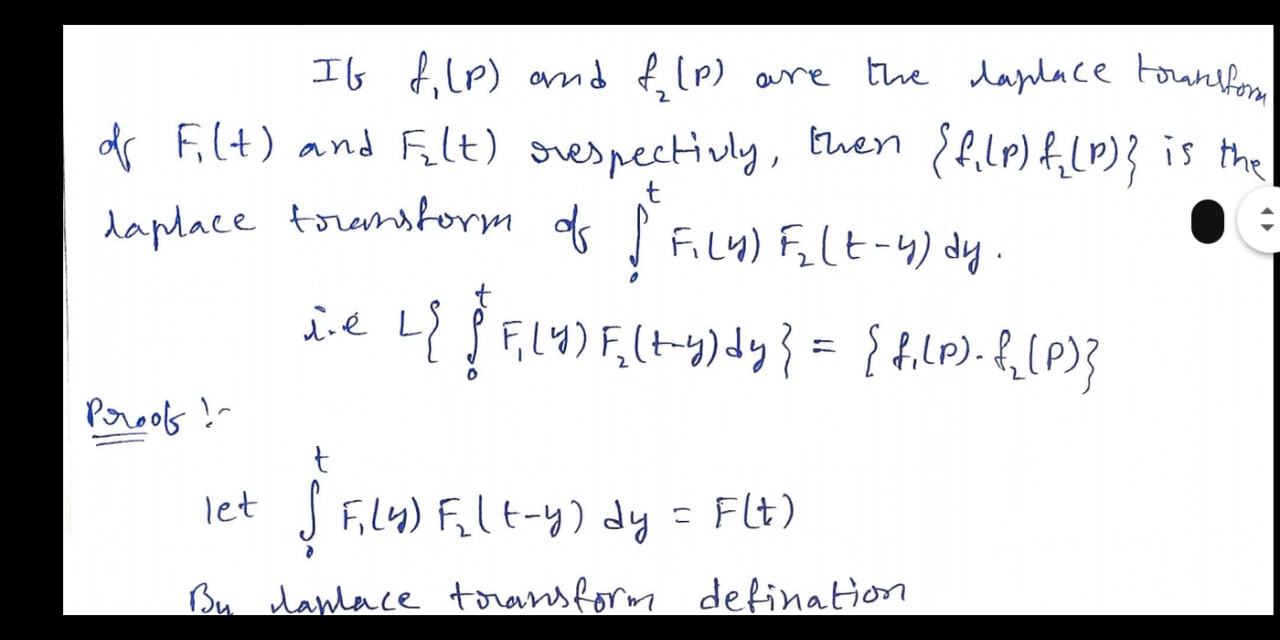 If f₁(p) and f₂(p) are the laplace transform
of F₁(t) and F₂(t) respectivly, then {f₁(p) f₂(p)} is the
laplace transform of ∫₀ᵗ F₁(y) F₂(t-y) dy.
i.e L{ ∫₀ᵗ F₁(y) F₂(t-y) dy } = { f₁(p). f₂(p)}
Proof :-
let ∫₀ᵗ F₁(y) F₂(t-y) dy = F(t)
By laplace transform defination